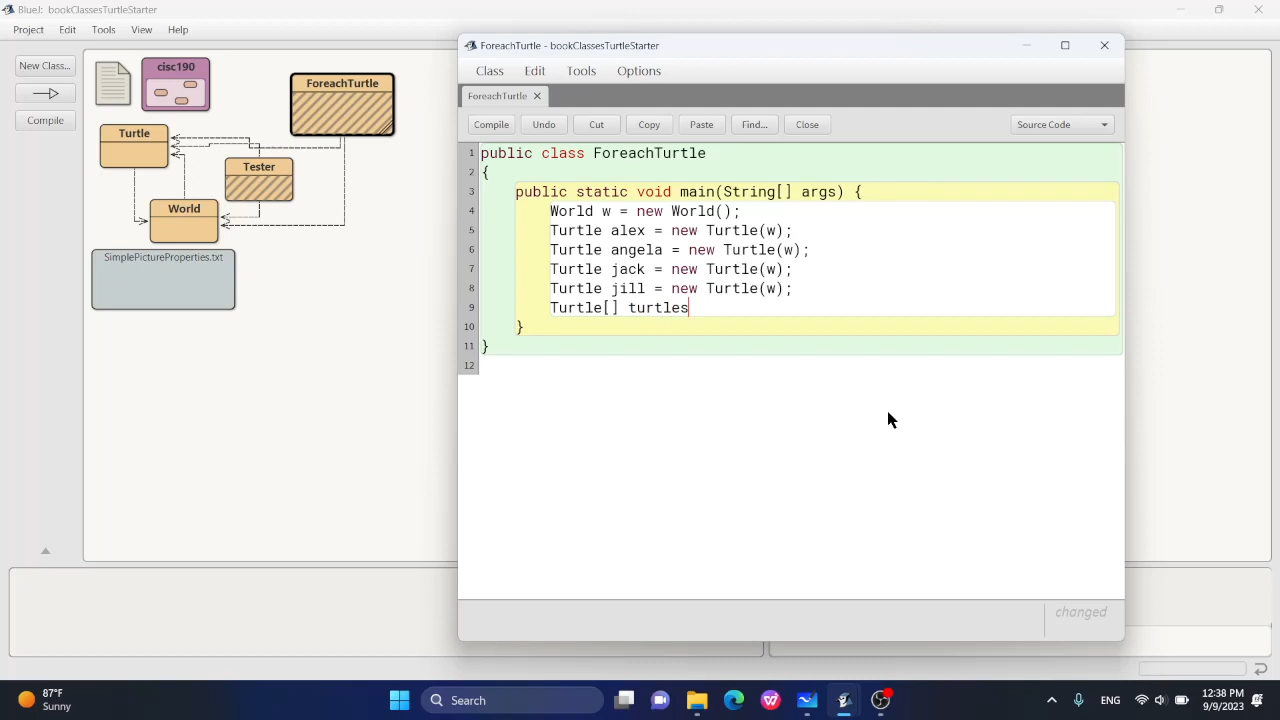 BlueJ: bookClassesTurtleStarter
Project Edit Tools View Help
New Class...
Compile
cisc190
ForeachTurtle
Turtle
Tester
World
SimplePictureProperties.txt
ForeachTurtle - bookClassesTurtleStarter
Class Edit Tools Options
ForeachTurtle
Compile Undo Cut Copy Paste Find... Close Source Code
1 public class ForeachTurtle
2 {
3 public static void main(String[] args) {
4 World w = new World();
5 Turtle alex = new Turtle(w);
6 Turtle angela = new Turtle(w);
7 Turtle jack = new Turtle(w);
8 Turtle jill = new Turtle(w);
9 Turtle[] turtles
10 }
11 }
12
changed
87°F
Sunny
Search
ENG
12:38 PM
9/9/2023